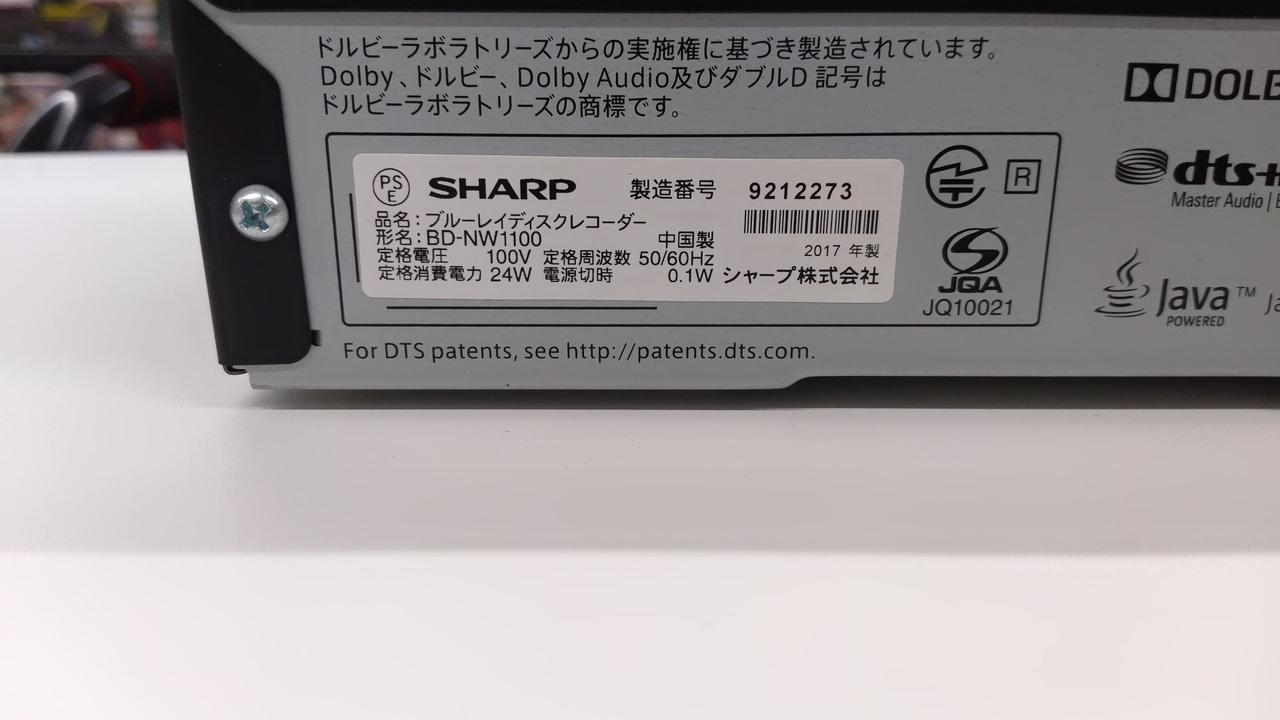 ドルビーラボラトリーズからの実施権に基づき製造されています。
Dolby、ドルビー、Dolby Audio及びダブルD 記号は
ドルビーラボラトリーズの商標です。
PS
E
SHARP 製造番号 9212273
品名：ブルーレイディスクレコーダー
形名：BD-NW1100 中国製
2017 年製
定格電圧 100V 定格周波数 50/60Hz
定格消費電力 24W 電源切時 0.1W シャープ株式会社
R
JQA
JQ10021
For DTS patents, see http://patents.dts.com.
DOLB
dts-H
Master Audio |
Java™
POWERED